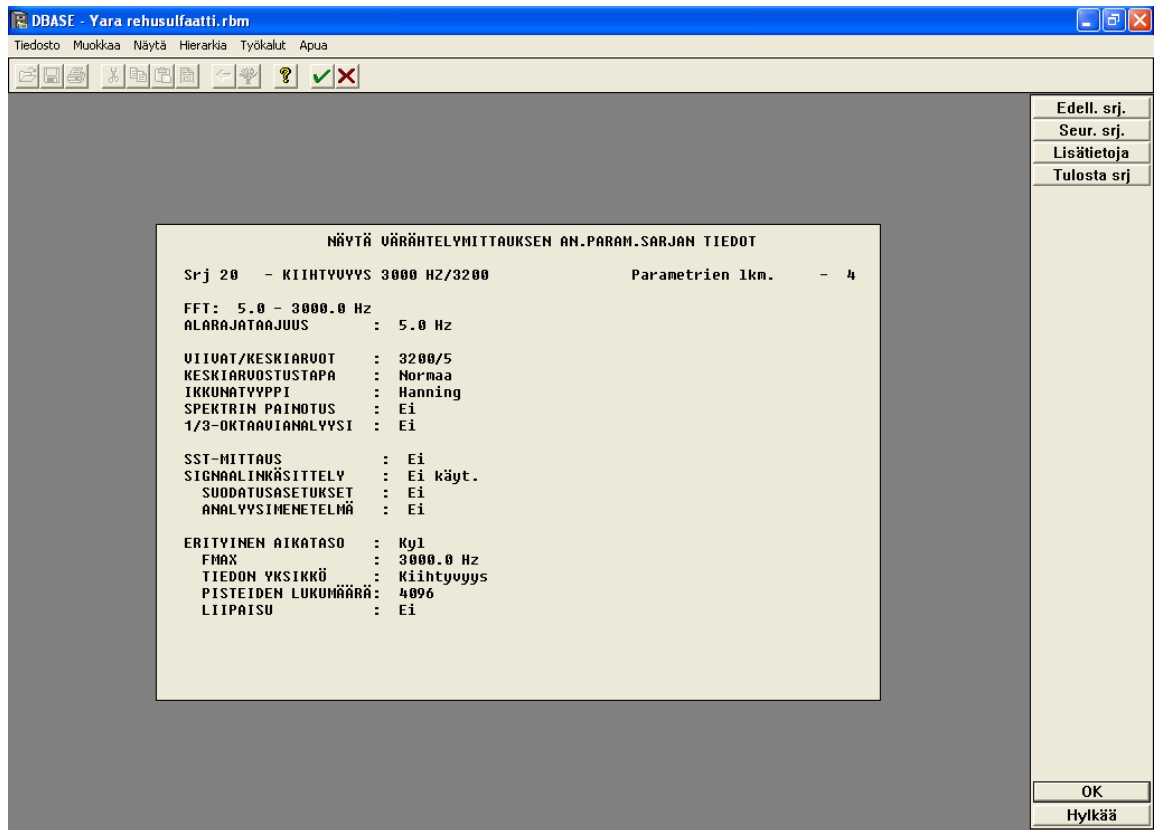 DBASE - Yara rehusulfaatti.rbm
Tiedosto Muokkaa Näytä Hierarkia Työkalut Apua
Edell. srj.
Seur. srj.
Lisätietoja
Tulosta srj
NÄYTÄ VÄRÄHTELYMITTAUKSEN AN.PARAM.SARJAN TIEDOT
Srj 20 - KIIHTYVYYS 3000 HZ/3200 Parametrien lkm. - 4
FFT: 5.0 - 3000.0 Hz
ALARAJATAAJUUS : 5.0 Hz
VIIVAT/KESKIARVOT : 3200/5
KESKIARVOSTUSTAPA : Normaa
IKKUNATYYPPI : Hanning
SPEKTRIN PAINOTUS : Ei
1/3-OKTAAVIANALYYSI : Ei
SST-MITTAUS : Ei
SIGNAALINKÄSITTELY : Ei käyt.
SUODATUSASETUKSET : Ei
ANALYYSIMENETELMÄ : Ei
ERITYINEN AIKATASO : Kyl
FMAX : 3000.0 Hz
TIEDON YKSIKKÖ : Kiihtyvyys
PISTEIDEN LUKUMÄÄRÄ: 4096
LIIPAISU : Ei
OK
Hylkää